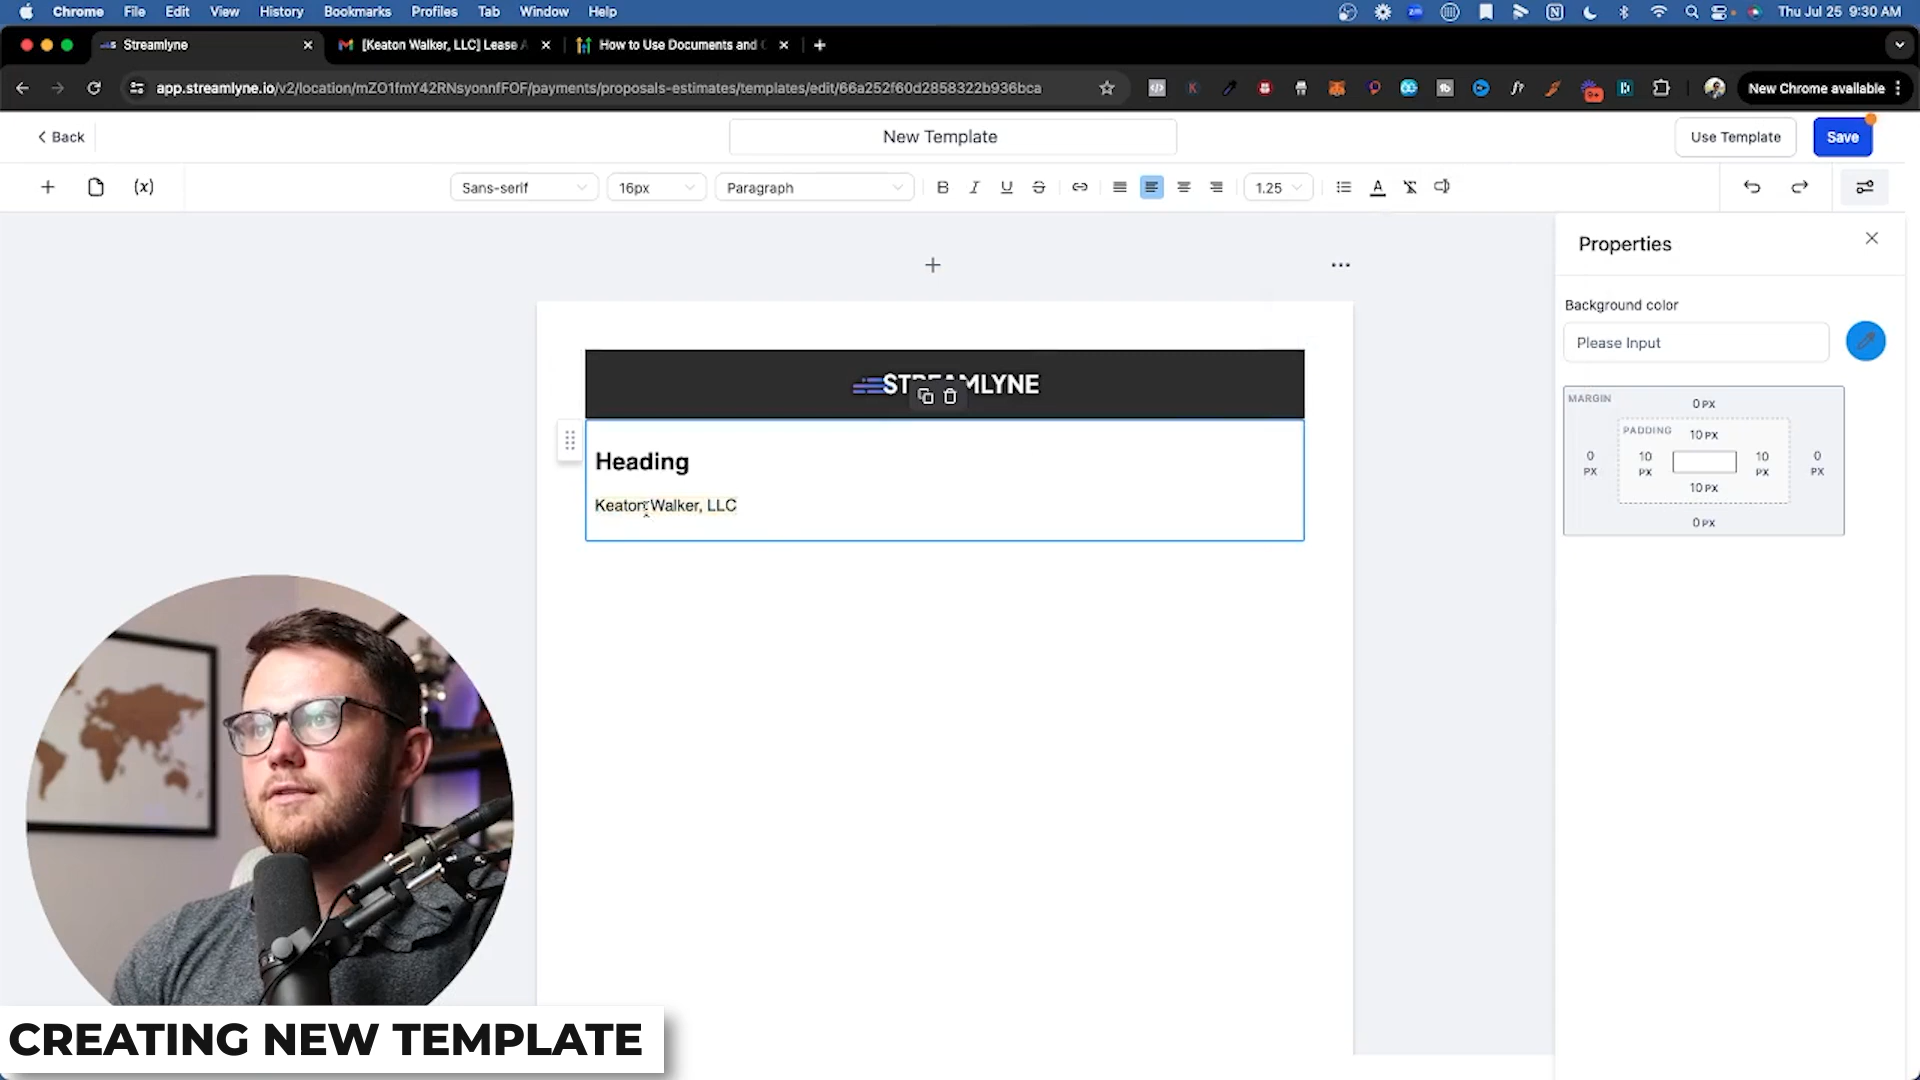 Chrome File Edit View History Bookmarks Profiles Tab Window Help
Thu Jul 25 9:30 AM
Streamlyne
[Keaton Walker, LLC] Lease A
How to Use Documents and C
app.streamlyne.io/v2/location/mZO1fmY42RNsyonnfFOF/payments/proposals-estimates/templates/edit/66a252f60d2858322b936bca
New Chrome available
Back
New Template
Use Template
Save
(x)
Sans-serif
16px
Paragraph
B I U S
1.25
A
Properties
Background color
Please Input
MARGIN
0 PX
PADDING
10 PX
0 PX
10 PX
10 PX
0 PX
10 PX
0 PX
STREAMLYNE
Heading
Keaton Walker, LLC
CREATING NEW TEMPLATE